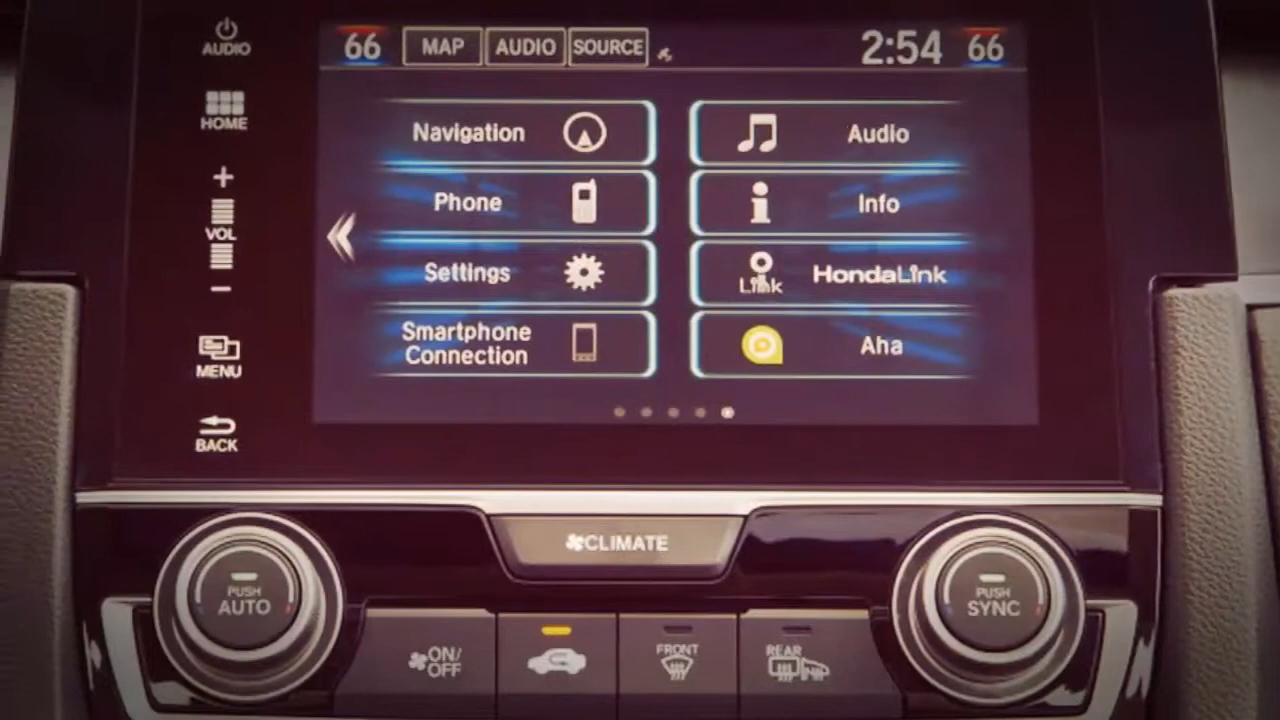 AUDIO
HOME
+
VOL
−
MENU
BACK
66 MAP AUDIO SOURCE 2:54 66
Navigation
Audio
Phone
Info
Settings
Link HondaLink
Smartphone
Connection
Aha
CLIMATE
PUSH
AUTO
PUSH
SYNC
ON/
OFF
FRONT
REAR